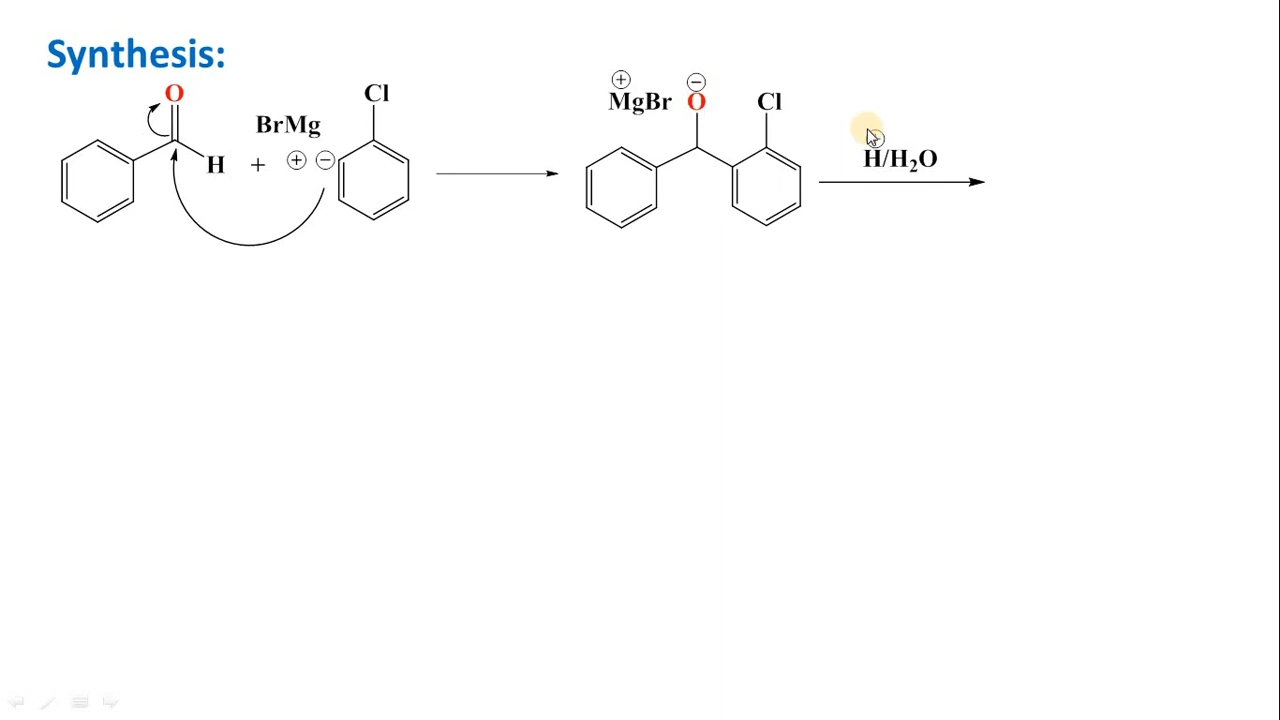 Synthesis:
O
H
+
BrMg
⊕ ⊖
Cl
⊕
MgBr
⊖
O
Cl
⊕
H/H₂O